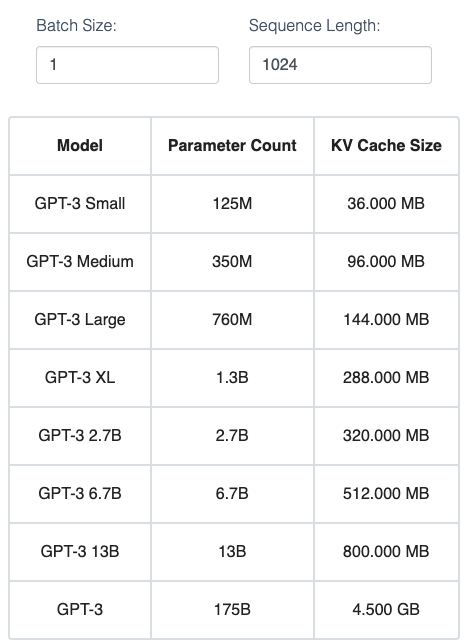 Batch Size: Sequence Length:
1 1024
Model Parameter Count KV Cache Size
GPT-3 Small 125M 36.000 MB
GPT-3 Medium 350M 96.000 MB
GPT-3 Large 760M 144.000 MB
GPT-3 XL 1.3B 288.000 MB
GPT-3 2.7B 2.7B 320.000 MB
GPT-3 6.7B 6.7B 512.000 MB
GPT-3 13B 13B 800.000 MB
GPT-3 175B 4.500 GB